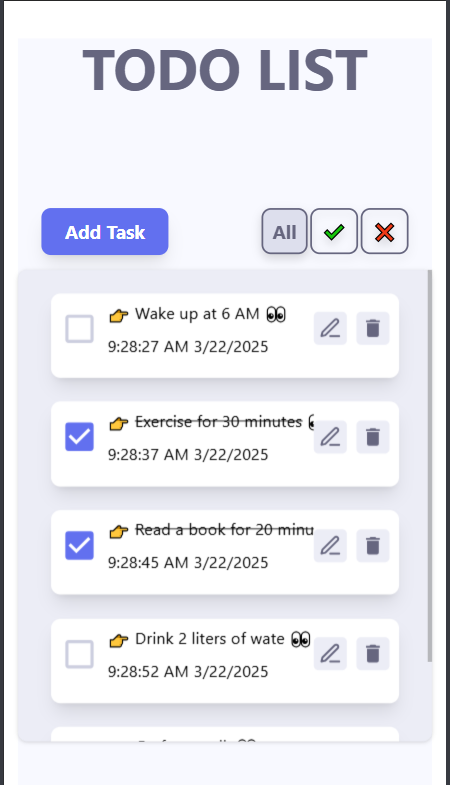 TODO LIST
Add Task
All
👉 Wake up at 6 AM 👀
9:28:27 AM 3/22/2025
👉 Exercise for 30 minutes
9:28:37 AM 3/22/2025
👉 Read a book for 20 minu
9:28:45 AM 3/22/2025
👉 Drink 2 liters of wate 👀
9:28:52 AM 3/22/2025